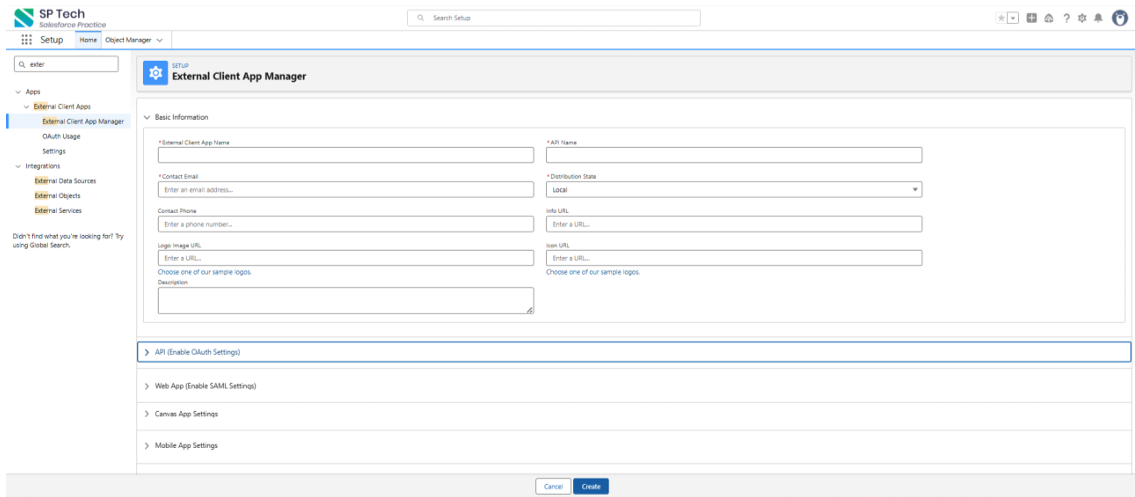 SP Tech
Salesforce Practice
Search Setup
Setup
Home
Object Manager
exter
Apps
External Client Apps
External Client App Manager
OAuth Usage
Settings
Integrations
External Data Sources
External Objects
External Services
Didn't find what you're looking for? Try
using Global Search.
SETUP
External Client App Manager
Basic Information
*External Client App Name
*API Name
*Contact Email
Enter an email address...
*Distribution State
Local
Contact Phone
Enter a phone number...
Info URL
Enter a URL...
Logo Image URL
Enter a URL...
Choose one of our sample logos.
Icon URL
Enter a URL...
Choose one of our sample logos.
Description
API (Enable OAuth Settings)
Web App (Enable SAML Settings)
Canvas App Settings
Mobile App Settings
Cancel
Create